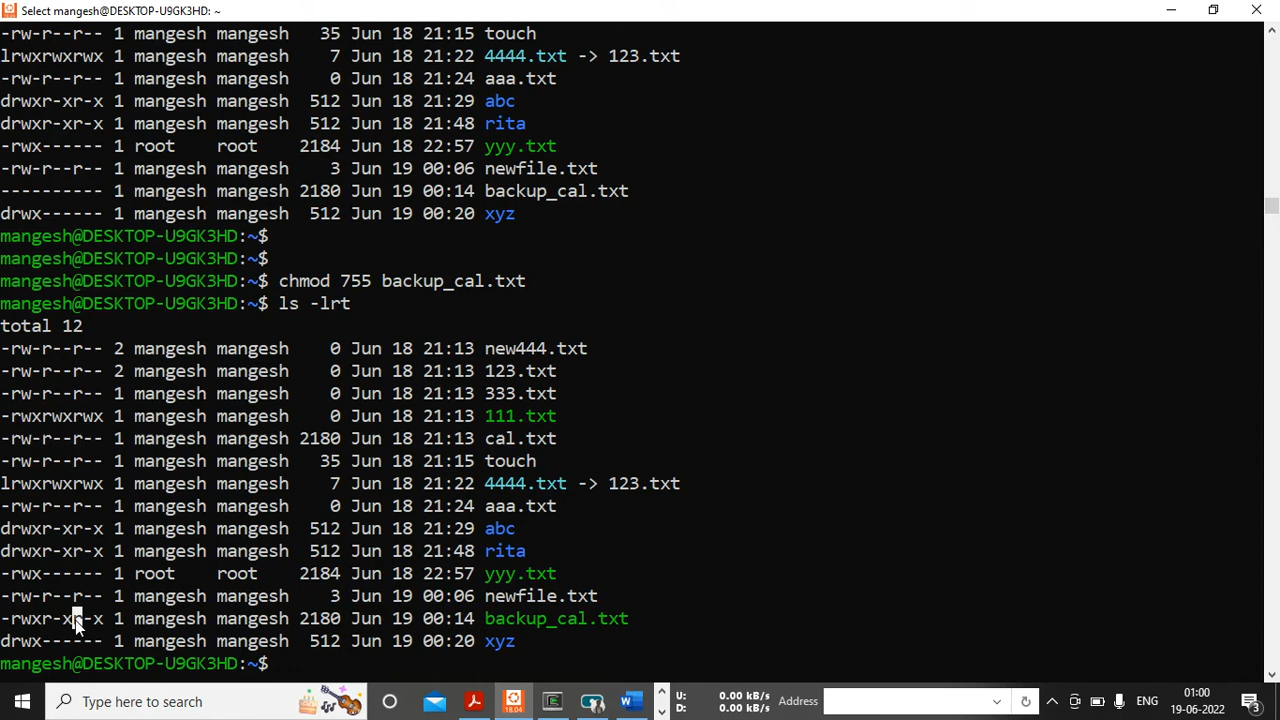 Select mangesh@DESKTOP-U9GK3HD: ~
-rw-r--r-- 1 mangesh mangesh 35 Jun 18 21:15 touch
lrwxrwxrwx 1 mangesh mangesh 7 Jun 18 21:22 4444.txt -> 123.txt
-rw-r--r-- 1 mangesh mangesh 0 Jun 18 21:24 aaa.txt
drwxr-xr-x 1 mangesh mangesh 512 Jun 18 21:29 abc
drwxr-xr-x 1 mangesh mangesh 512 Jun 18 21:48 rita
-rwx------ 1 root root 2184 Jun 18 22:57 yyy.txt
-rw-r--r-- 1 mangesh mangesh 3 Jun 19 00:06 newfile.txt
---------- 1 mangesh mangesh 2180 Jun 19 00:14 backup_cal.txt
drwx------ 1 mangesh mangesh 512 Jun 19 00:20 xyz
mangesh@DESKTOP-U9GK3HD:~$
mangesh@DESKTOP-U9GK3HD:~$
mangesh@DESKTOP-U9GK3HD:~$ chmod 755 backup_cal.txt
mangesh@DESKTOP-U9GK3HD:~$ ls -lrt
total 12
-rw-r--r-- 2 mangesh mangesh 0 Jun 18 21:13 new444.txt
-rw-r--r-- 2 mangesh mangesh 0 Jun 18 21:13 123.txt
-rw-r--r-- 1 mangesh mangesh 0 Jun 18 21:13 333.txt
-rwxrwxrwx 1 mangesh mangesh 0 Jun 18 21:13 111.txt
-rw-r--r-- 1 mangesh mangesh 2180 Jun 18 21:13 cal.txt
-rw-r--r-- 1 mangesh mangesh 35 Jun 18 21:15 touch
lrwxrwxrwx 1 mangesh mangesh 7 Jun 18 21:22 4444.txt -> 123.txt
-rw-r--r-- 1 mangesh mangesh 0 Jun 18 21:24 aaa.txt
drwxr-xr-x 1 mangesh mangesh 512 Jun 18 21:29 abc
drwxr-xr-x 1 mangesh mangesh 512 Jun 18 21:48 rita
-rwx------ 1 root root 2184 Jun 18 22:57 yyy.txt
-rw-r--r-- 1 mangesh mangesh 3 Jun 19 00:06 newfile.txt
-rwxr-xr-x 1 mangesh mangesh 2180 Jun 19 00:14 backup_cal.txt
drwx------ 1 mangesh mangesh 512 Jun 19 00:20 xyz
mangesh@DESKTOP-U9GK3HD:~$
Type here to search
18.04
U: 0.00 kB/s
D: 0.00 kB/s
Address
ENG
01:00
19-06-2022
3